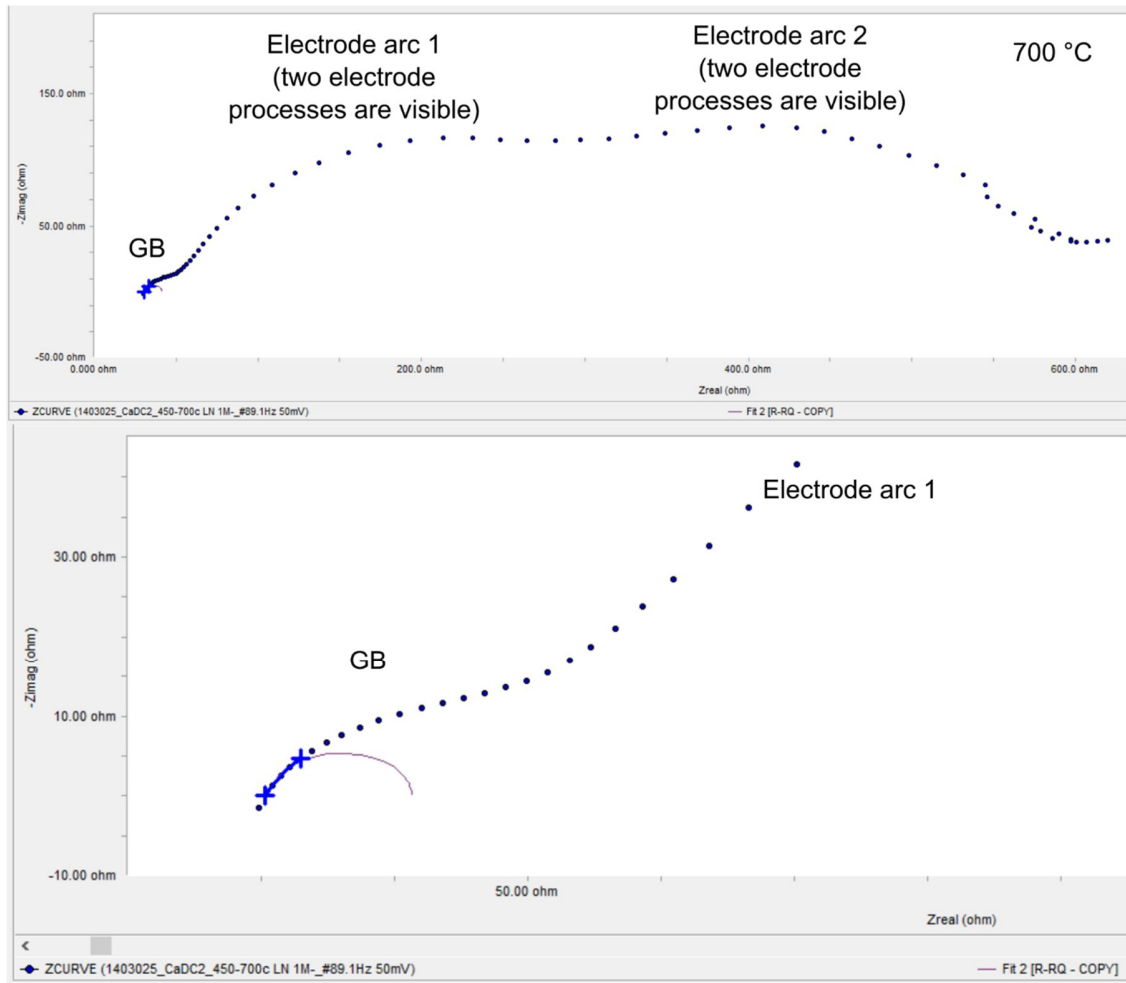 Electrode arc 1
(two electrode
processes are visible)
Electrode arc 2
(two electrode
processes are visible)
700 °C
150.0 ohm
-Zimag (ohm)
50.00 ohm
GB
-50.00 ohm
0.000 ohm
200.0 ohm
400.0 ohm
600.0 ohm
Zreal (ohm)
ZCURVE (1403025_CaDC2_450-700c LN 1M-_#89.1Hz 50mV)
Fit 2 [R-RQ - COPY]
Electrode arc 1
30.00 ohm
-Zimag (ohm)
GB
10.00 ohm
-10.00 ohm
50.00 ohm
Zreal (ohm)
ZCURVE (1403025_CaDC2_450-700c LN 1M-_#89.1Hz 50mV)
Fit 2 [R-RQ - COPY]